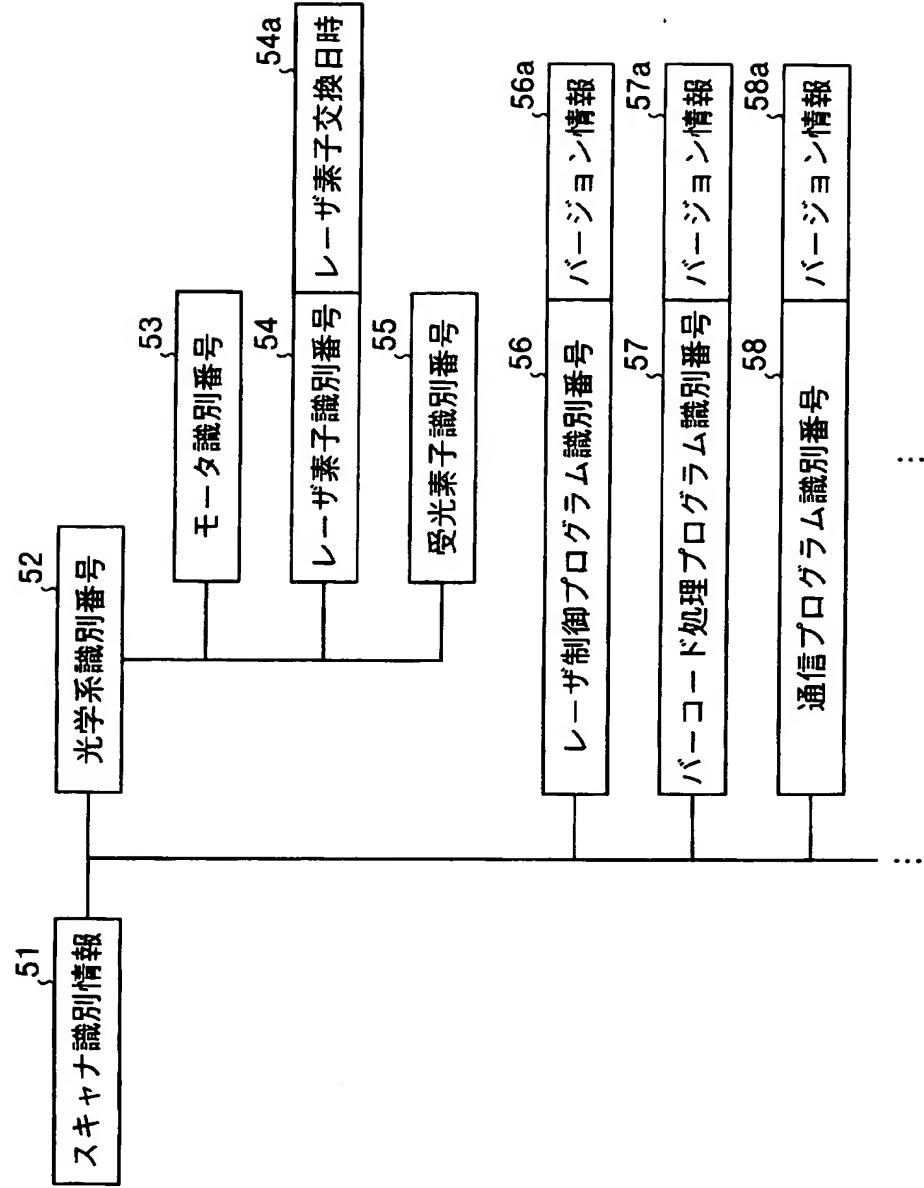 51
スキャナ識別情報
52
光学系識別番号
53
モータ識別番号
54
レーザ素子識別番号
54a
レーザ素子交換日時
55
受光素子識別番号
56
レーザ制御プログラム識別番号
56a
バージョン情報
57
バーコード処理プログラム識別番号
57a
バージョン情報
58
通信プログラム識別番号
58a
バージョン情報
…
…